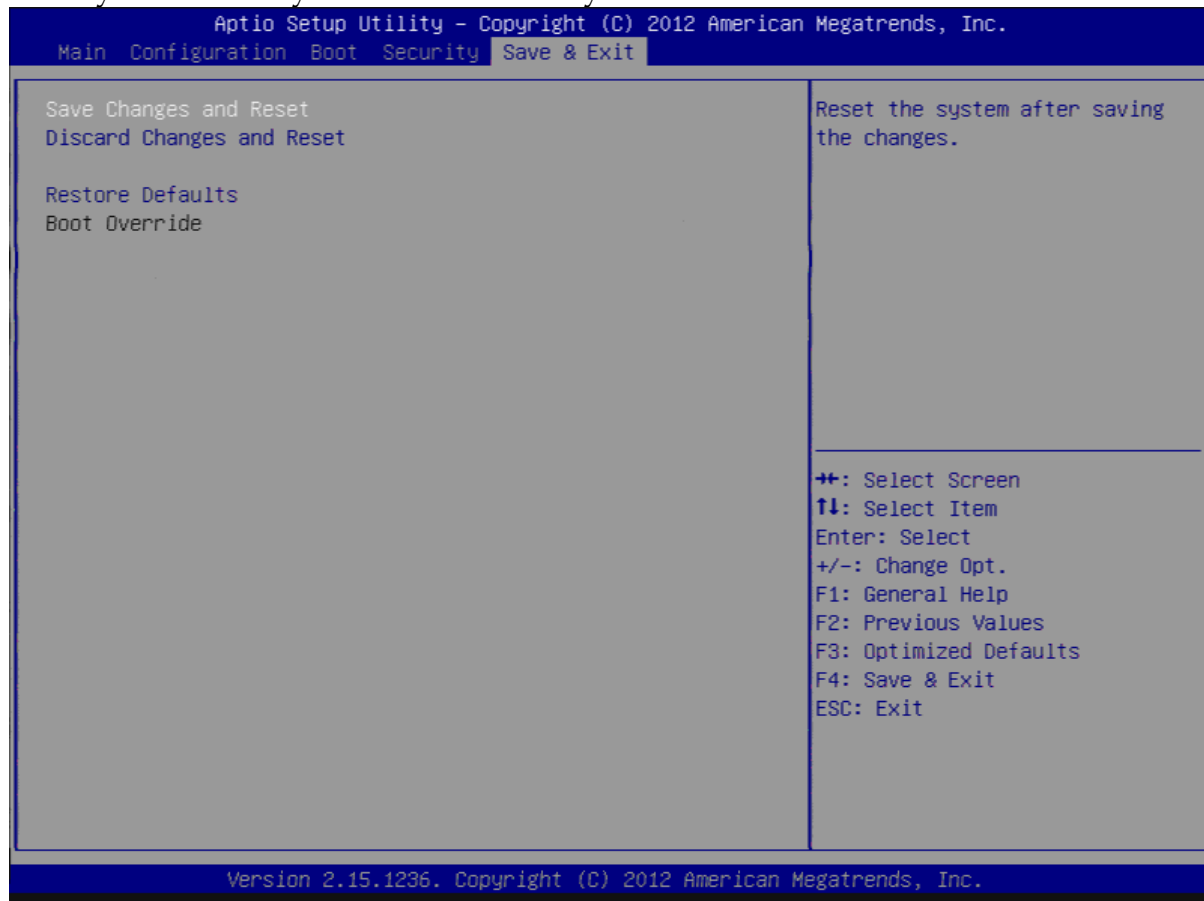 Aptio Setup Utility – Copyright (C) 2012 American Megatrends, Inc.
Main Configuration Boot Security Save & Exit
Save Changes and Reset
Discard Changes and Reset
Restore Defaults
Boot Override
Reset the system after saving
the changes.
→←: Select Screen
↑↓: Select Item
Enter: Select
+/-: Change Opt.
F1: General Help
F2: Previous Values
F3: Optimized Defaults
F4: Save & Exit
ESC: Exit
Version 2.15.1236. Copyright (C) 2012 American Megatrends, Inc.